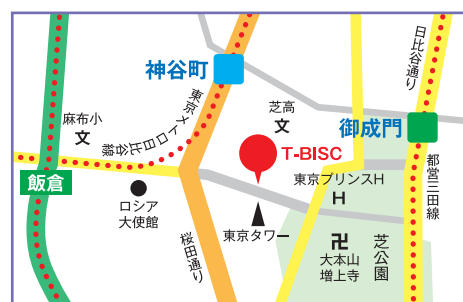 日比谷通り
神谷町
芝高
文
御成門
麻布小
文
東京メトロ日比谷線
T-BISC
飯倉
ロシア
大使館
東京プリンスH
H
都営三田線
東京タワー
桜田通り
卍
大本山
増上寺
芝公園